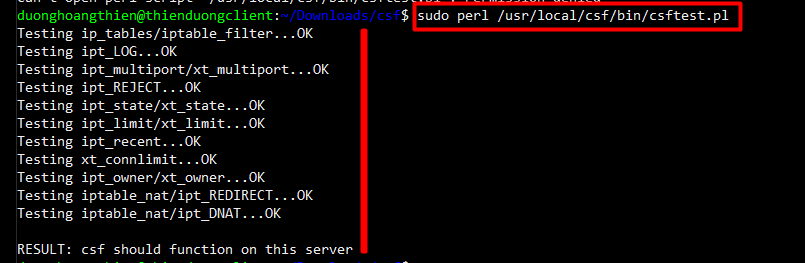 can't open perl script "/usr/local/csf/bin/csftest.pl": Permission denied
duonghoangthien@thienduongclient:~/Downloads/csf$ sudo perl /usr/local/csf/bin/csftest.pl
Testing ip_tables/iptable_filter...OK
Testing ipt_LOG...OK
Testing ipt_multiport/xt_multiport...OK
Testing ipt_REJECT...OK
Testing ipt_state/xt_state...OK
Testing ipt_limit/xt_limit...OK
Testing ipt_recent...OK
Testing xt_connlimit...OK
Testing ipt_owner/xt_owner...OK
Testing iptable_nat/ipt_REDIRECT...OK
Testing iptable_nat/ipt_DNAT...OK
RESULT: csf should function on this server